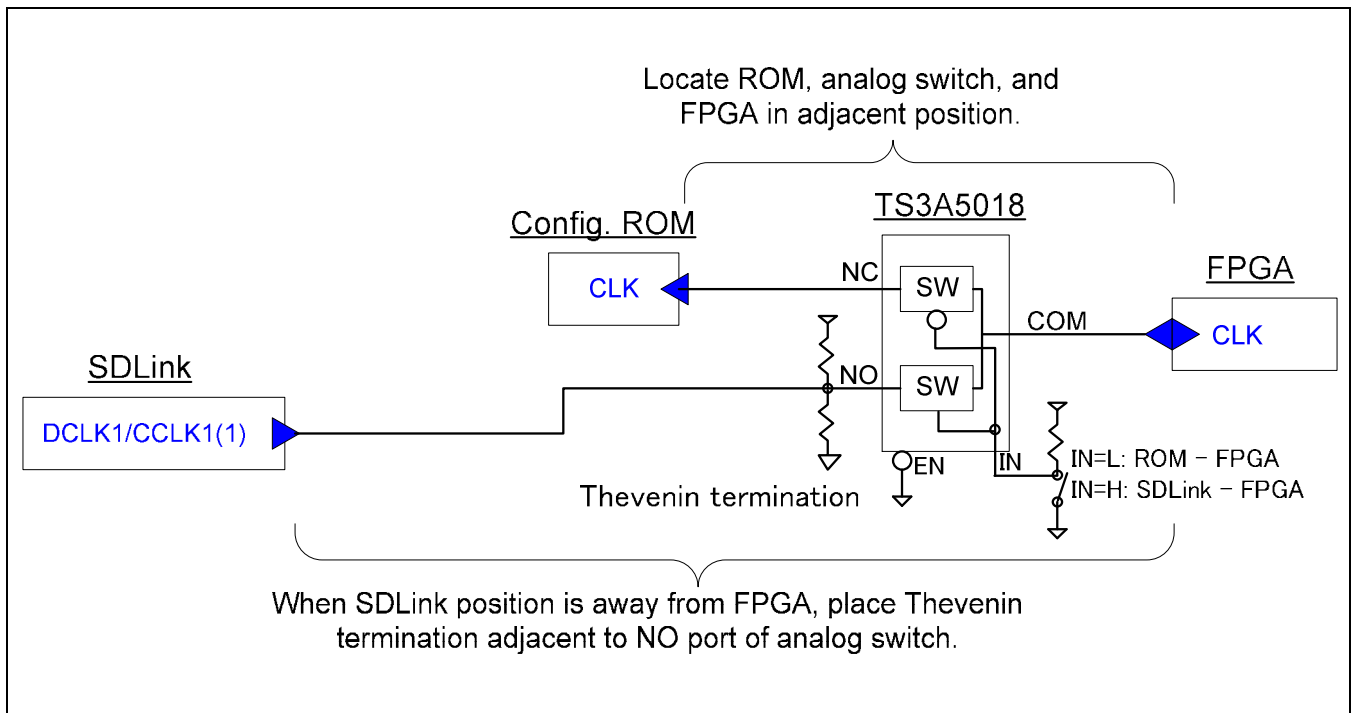 Locate ROM, analog switch, and
FPGA in adjacent position.
TS3A5018
Config. ROM
FPGA
NC
SW
CLK
COM
CLK
SDLink
NO
SW
DCLK1/CCLK1(1)
EN
IN
IN=L: ROM – FPGA
IN=H: SDLink – FPGA
Thevenin termination
When SDLink position is away from FPGA, place Thevenin
termination adjacent to NO port of analog switch.